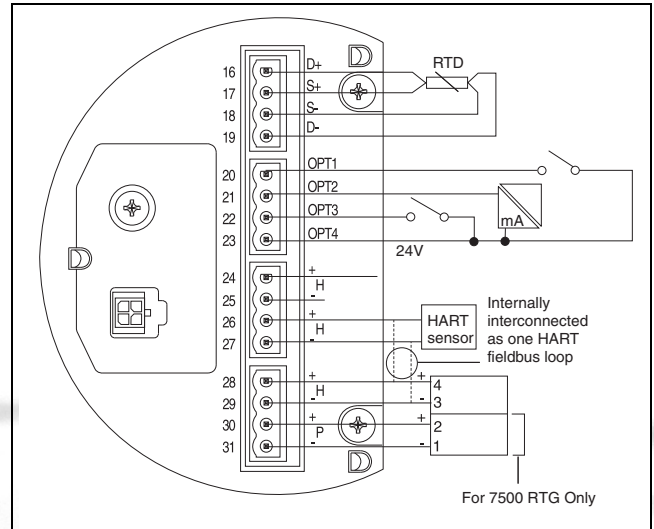 16 D+ RTD
17 S+
18 S-
19 D-
20 OPT1
21 OPT2
22 OPT3 mA
23 OPT4 24V
24 +
H
25 -
26 + HART sensor
H
27 -
Internally
interconnected
as one HART
fieldbus loop
28 + + 4
H
29 - - 3
30 + + 2
P
31 - - 1
For 7500 RTG Only